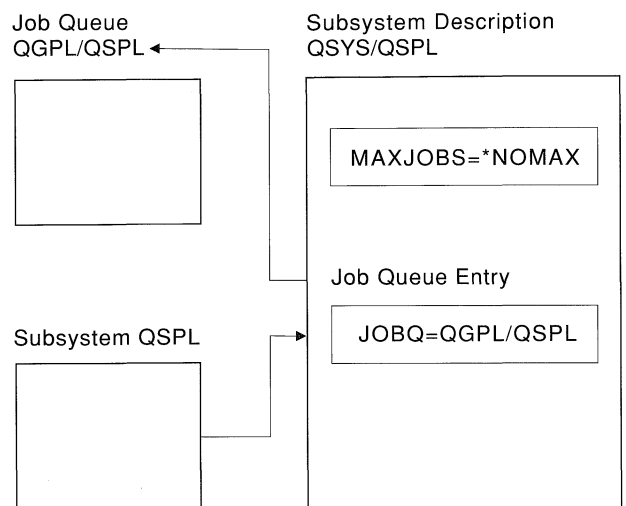 Job Queue
QGPL/QSPL
Subsystem Description
QSYS/QSPL
MAXJOBS=*NOMAX
Job Queue Entry
JOBQ=QGPL/QSPL
Subsystem QSPL